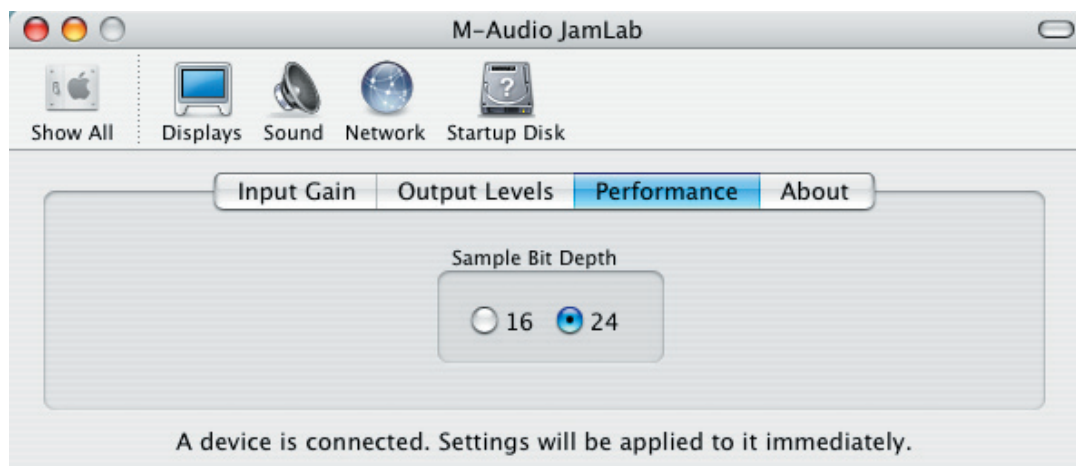 M-Audio JamLab
Show All
Displays
Sound
Network
Startup Disk
Input Gain
Output Levels
Performance
About
Sample Bit Depth
16
24
A device is connected. Settings will be applied to it immediately.